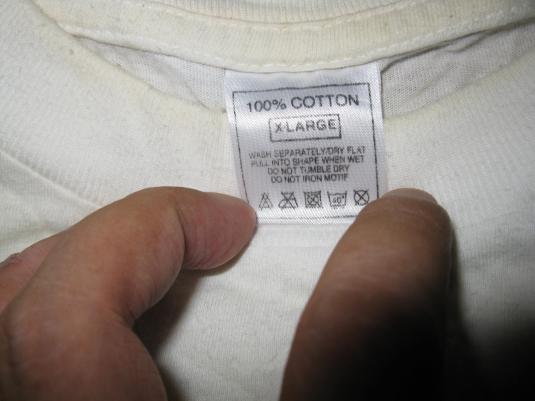 100% COTTON
X-LARGE
WASH SEPARATELY/DRY FLAT
PULL INTO SHAPE WHEN WET
DO NOT TUMBLE DRY
DO NOT IRON MOTIF
40°